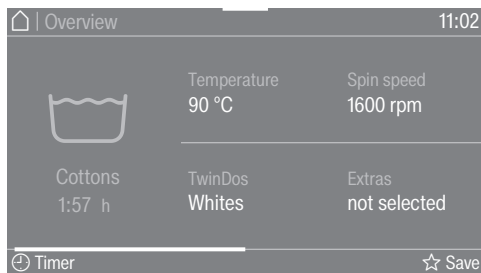 | Overview 11:02
Temperature Spin speed
90 °C 1600 rpm
Cottons TwinDos Extras
1:57 h Whites not selected
Timer Save